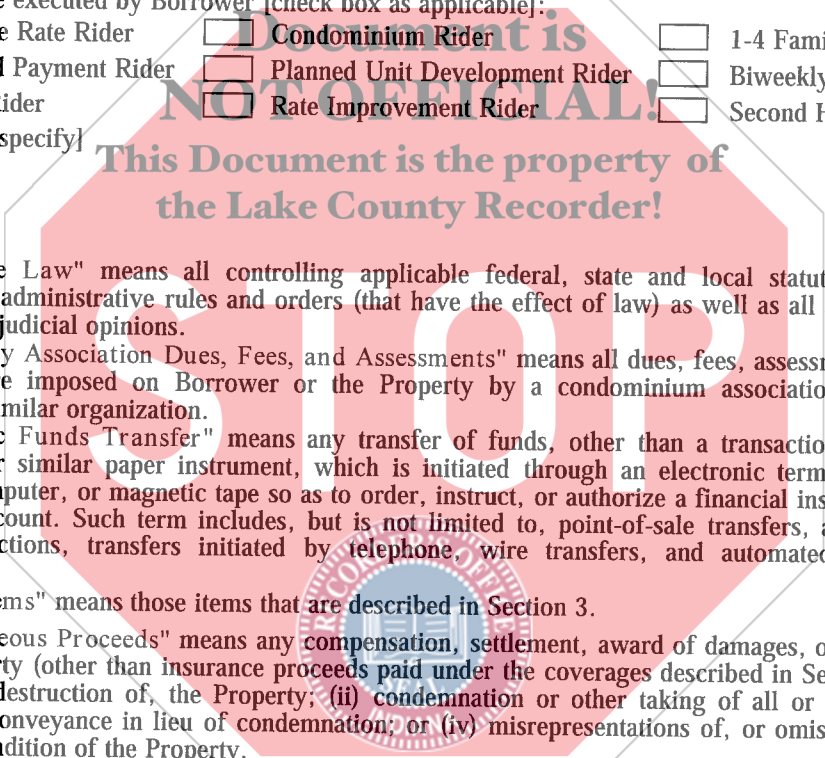 e executed by Borrower [check box as applicable]:
e Rate Rider Condominium Rider 1-4 Fami
l Payment Rider Planned Unit Development Rider Biweekly
ider Rate Improvement Rider Second H
specify]
Document is
NOT OFFICIAL!
This Document is the property of
the Lake County Recorder!
e Law" means all controlling applicable federal, state and local statut
administrative rules and orders (that have the effect of law) as well as all
judicial opinions.
y Association Dues, Fees, and Assessments" means all dues, fees, assessm
e imposed on Borrower or the Property by a condominium associatio
milar organization.
c Funds Transfer" means any transfer of funds, other than a transactio
r similar paper instrument, which is initiated through an electronic term
puter, or magnetic tape so as to order, instruct, or authorize a financial ins
count. Such term includes, but is not limited to, point-of-sale transfers, a
ctions, transfers initiated by telephone, wire transfers, and automated
ems" means those items that are described in Section 3.
eous Proceeds" means any compensation, settlement, award of damages, o
rty (other than insurance proceeds paid under the coverages described in Se
destruction of, the Property; (ii) condemnation or other taking of all or
onveyance in lieu of condemnation; or (iv) misrepresentations of, or omis
dition of the Property.
STOP
RECORDER'S OFFICE